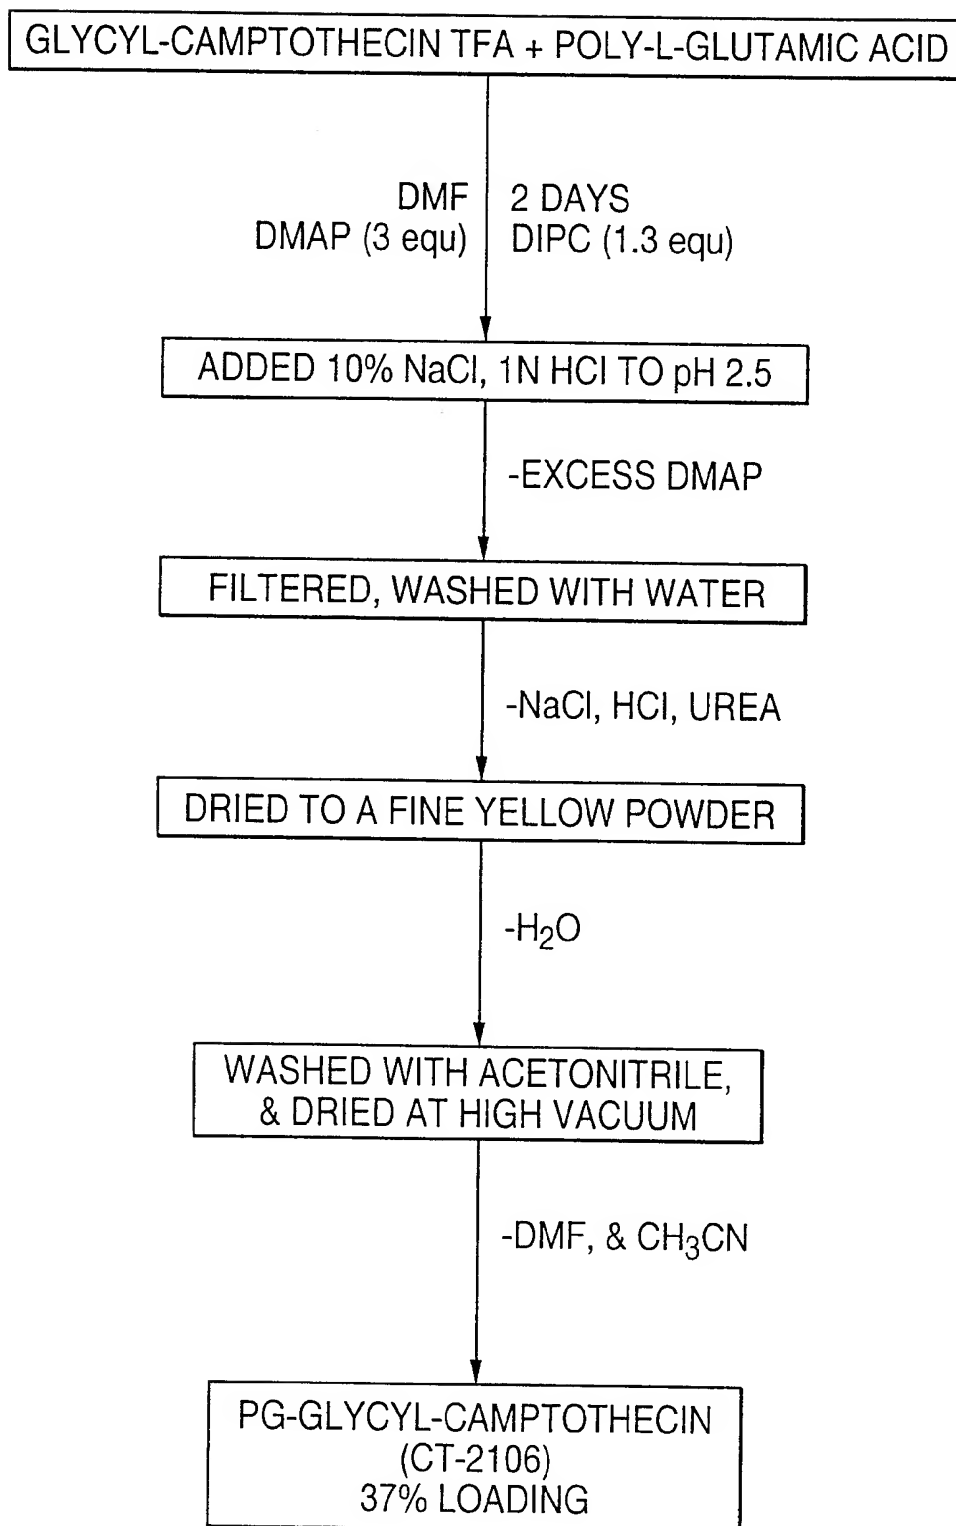 GLYCYL-CAMPTOTHECIN TFA + POLY-L-GLUTAMIC ACID
DMF 2 DAYS
DMAP (3 equ) DIPC (1.3 equ)
ADDED 10% NaCl, 1N HCl TO pH 2.5
-EXCESS DMAP
FILTERED, WASHED WITH WATER
-NaCl, HCl, UREA
DRIED TO A FINE YELLOW POWDER
-H₂O
WASHED WITH ACETONITRILE,
& DRIED AT HIGH VACUUM
-DMF, & CH₃CN
PG-GLYCYL-CAMPTOTHECIN
(CT-2106)
37% LOADING